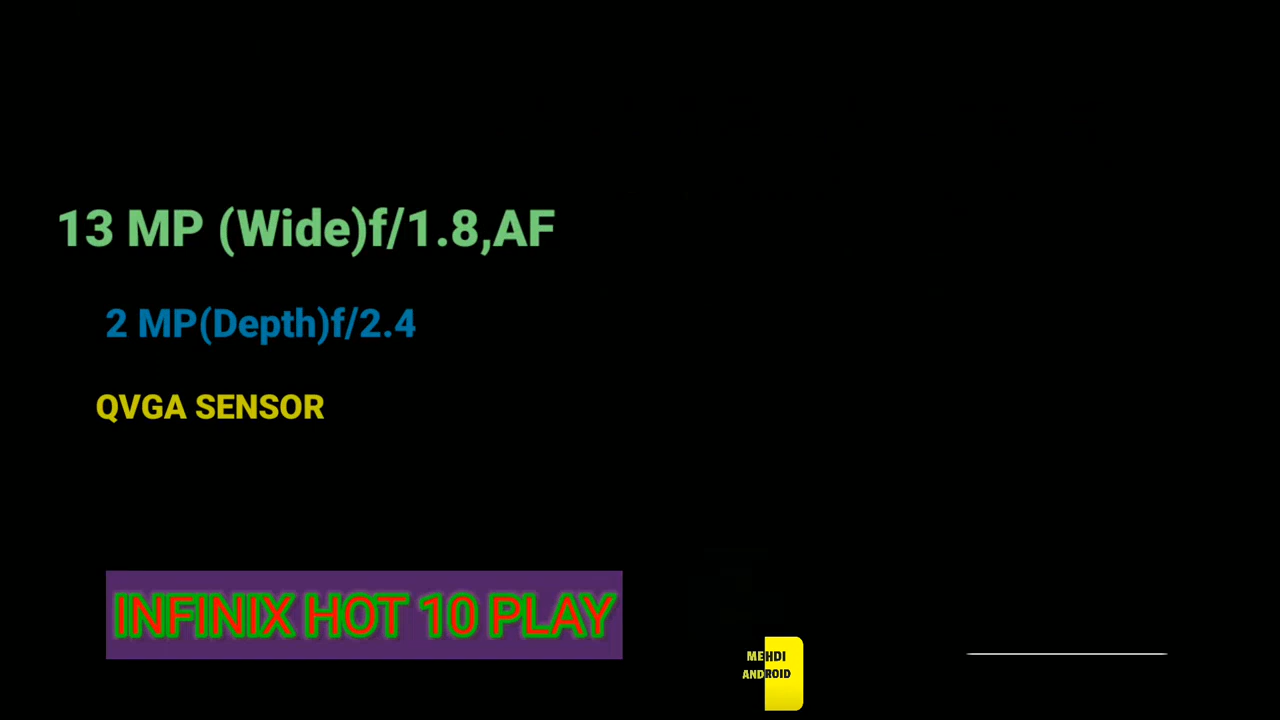 13 MP (Wide)f/1.8,AF
2 MP(Depth)f/2.4
QVGA SENSOR
INFINIX HOT 10 PLAY
MEHDI
ANDROID